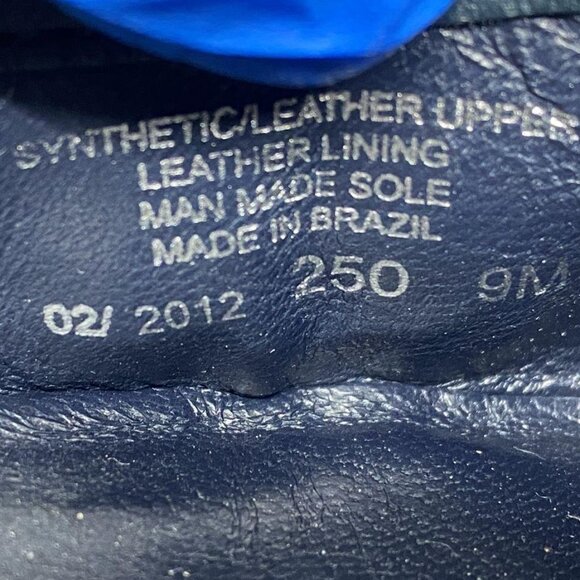 SYNTHETIC/LEATHER UPPER
LEATHER LINING
MAN MADE SOLE
MADE IN BRAZIL
02/ 2012 250 9M